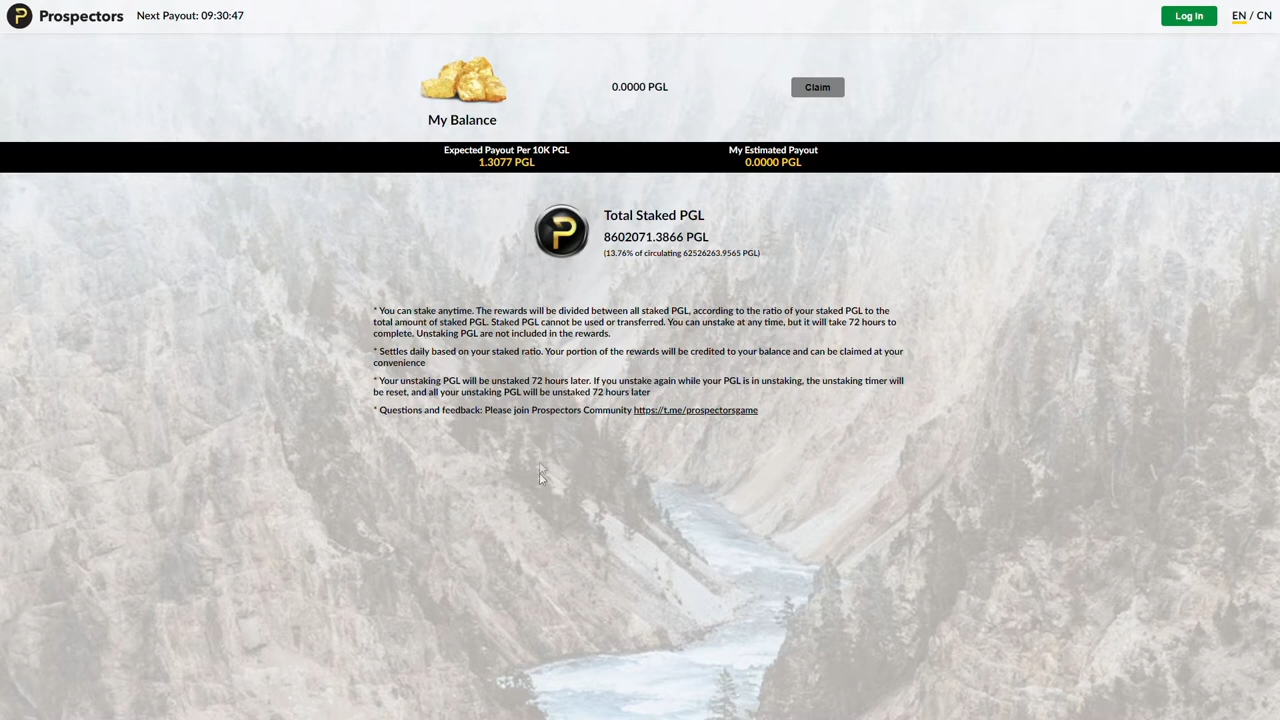 Prospectors Next Payout: 09:30:47 Log In EN / CN
0.0000 PGL Claim
My Balance
Expected Payout Per 10K PGL My Estimated Payout
1.3077 PGL 0.0000 PGL
Total Staked PGL
8602071.3866 PGL
(13.76% of circulating 62526263.9565 PGL)
* You can stake anytime. The rewards will be divided between all staked PGL, according to the ratio of your staked PGL to the
total amount of staked PGL. Staked PGL cannot be used or transferred. You can unstake at any time, but it will take 72 hours to
complete. Unstaking PGL are not included in the rewards.
* Settles daily based on your staked ratio. Your portion of the rewards will be credited to your balance and can be claimed at your
convenience
* Your unstaking PGL will be unstaked 72 hours later. If you unstake again while your PGL is in unstaking, the unstaking timer will
be reset, and all your unstaking PGL will be unstaked 72 hours later
* Questions and feedback: Please join Prospectors Community https://t.me/prospectorsgame